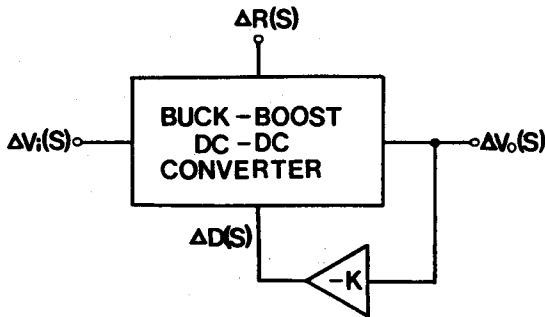 ΔR(S)
BUCK-BOOST
DC-DC
CONVERTER
ΔVi(S)
ΔVo(S)
ΔD(S)
-K